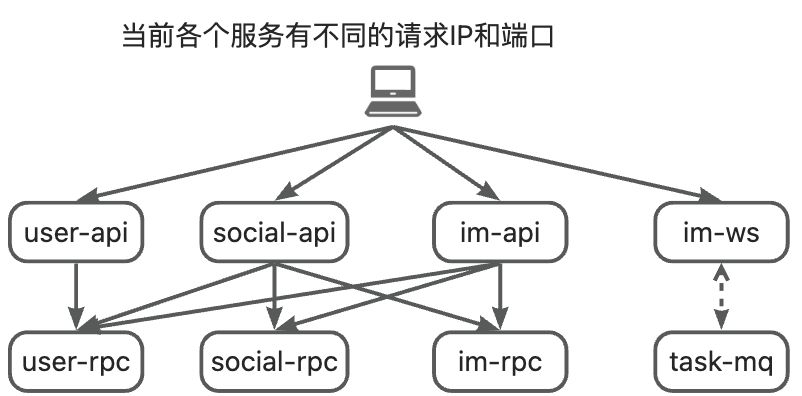 当前各个服务有不同的请求IP和端口
user-api
social-api
im-api
im-ws
user-rpc
social-rpc
im-rpc
task-mq